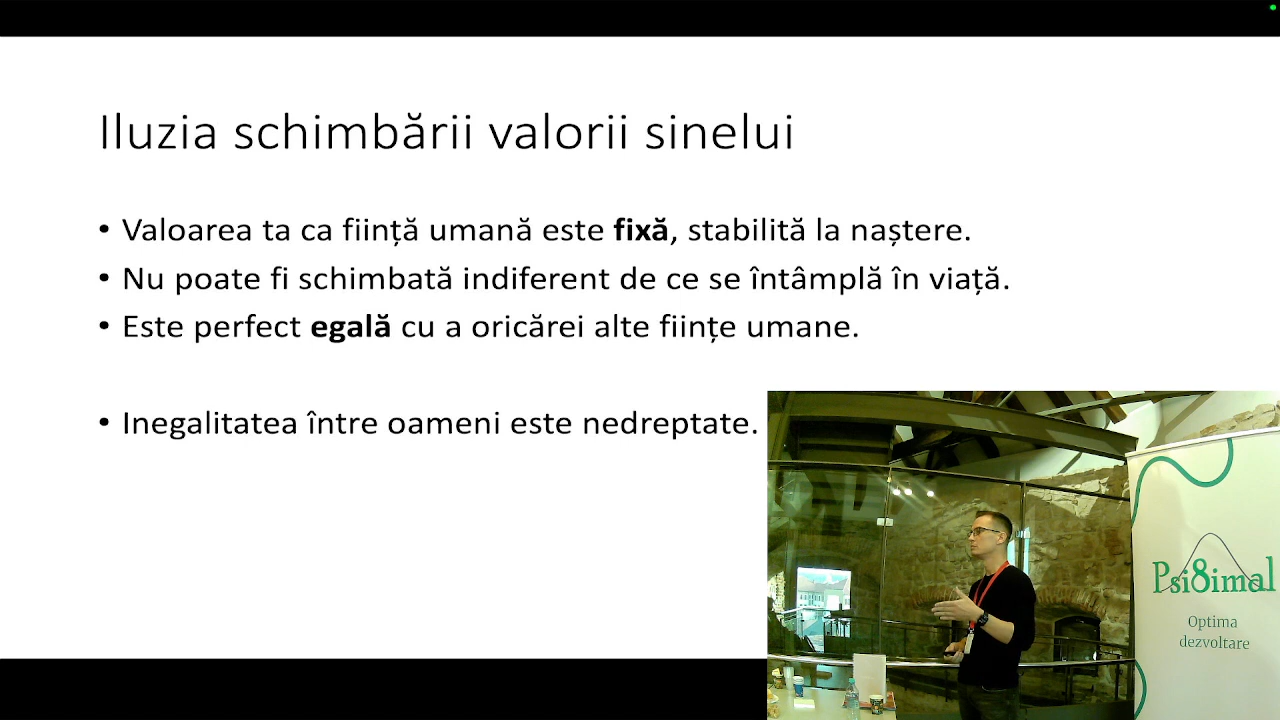 Iluzia schimbării valorii sinelui
• Valoarea ta ca ființă umană este fixă, stabilită la naștere.
• Nu poate fi schimbată indiferent de ce se întâmplă în viață.
• Este perfect egală cu a oricărei alte ființe umane.
• Inegalitatea între oameni este nedreptate.
Psi8imal
Optima
dezvoltare